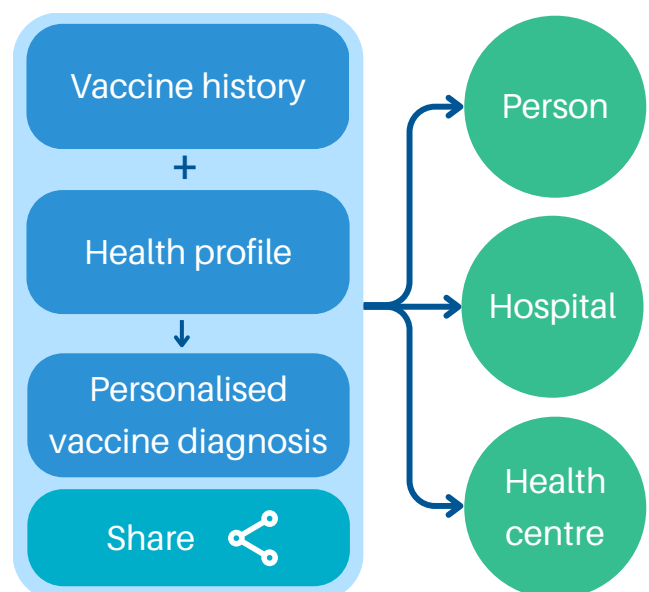 Vaccine history
+
Health profile
Personalised
vaccine diagnosis
Share
Person
Hospital
Health
centre